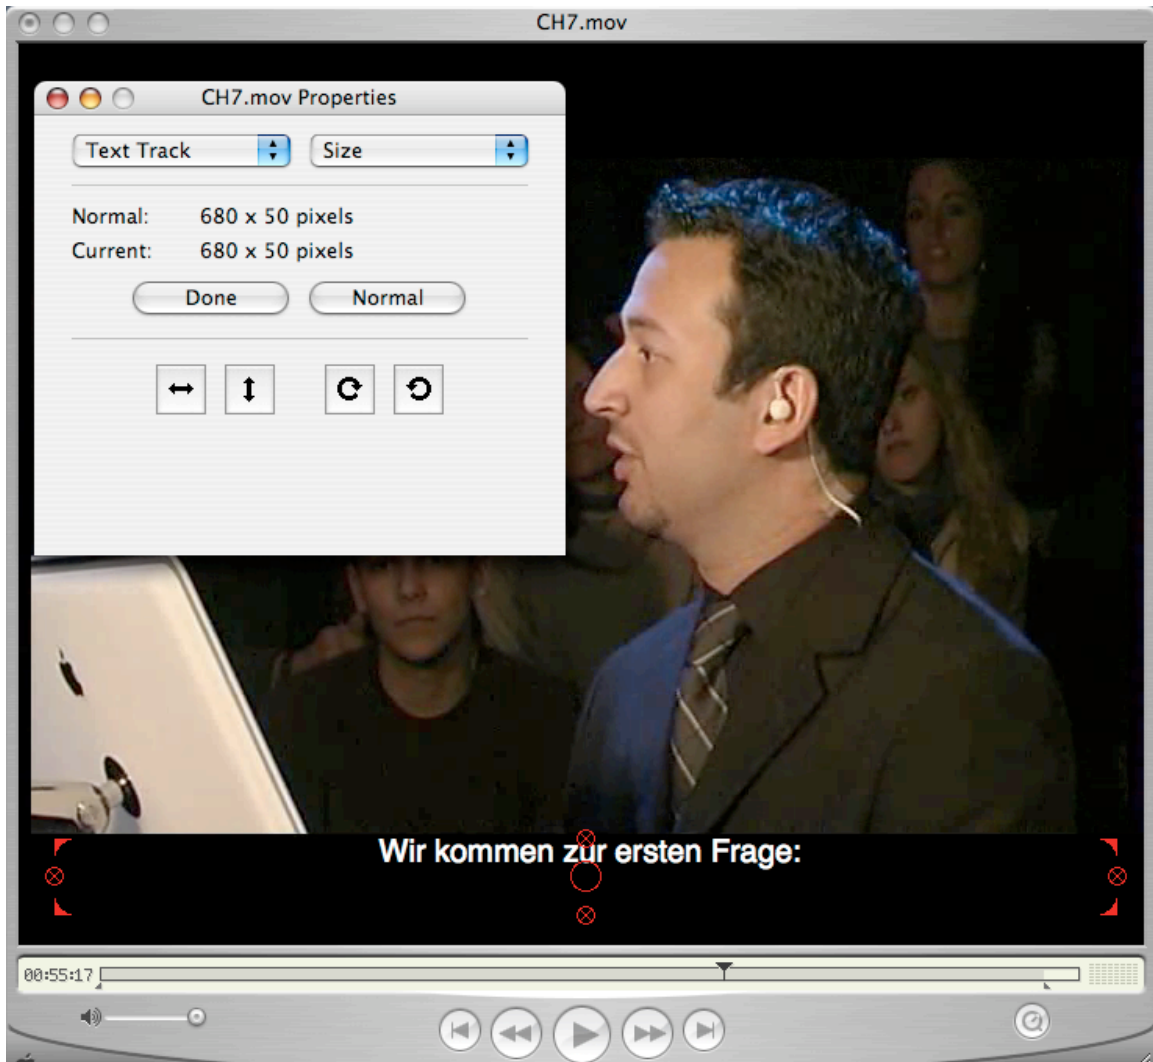 CH7.mov
CH7.mov Properties
Text Track Size
Normal: 680 x 50 pixels
Current: 680 x 50 pixels
Done Normal
Wir kommen zur ersten Frage:
00:55:17